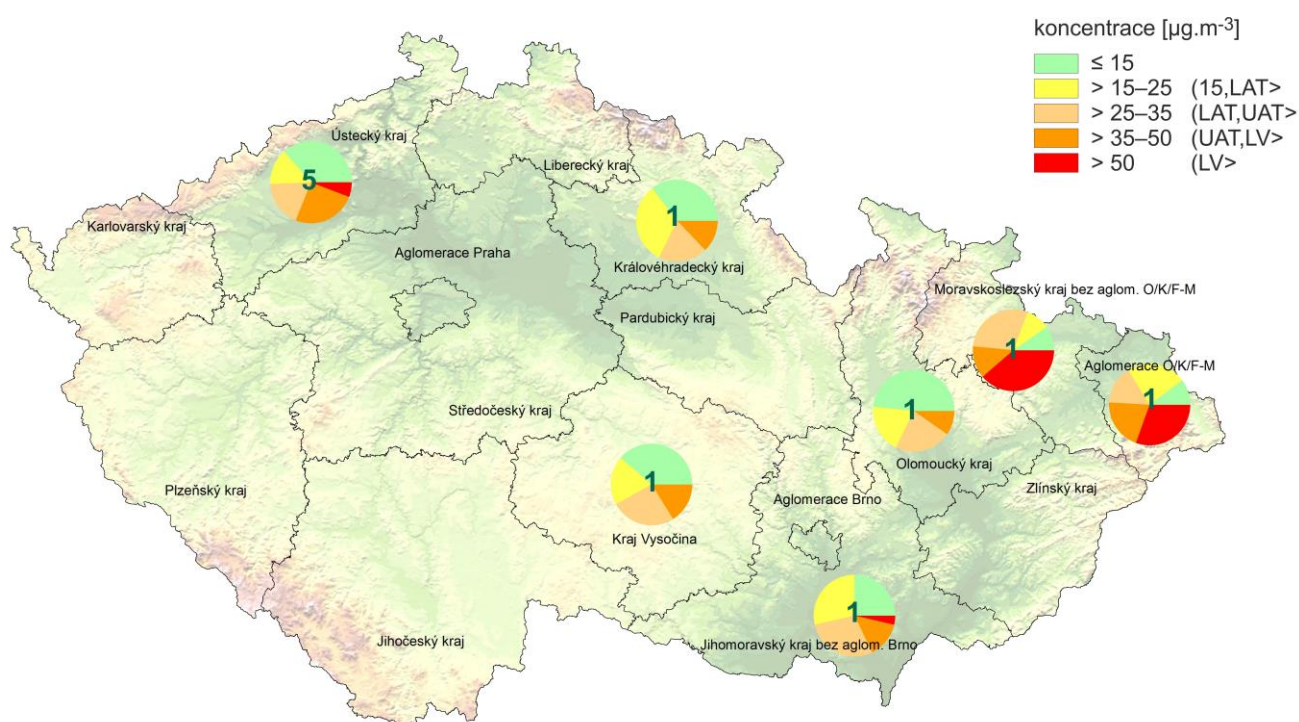 koncentrace [µg.m-3]
≤ 15
> 15–25 (15,LAT>
> 25–35 (LAT,UAT>
> 35–50 (UAT,LV>
> 50 (LV>
Ústecký kraj
Liberecký kraj
5
1
Karlovarský kraj
Aglomerace Praha
Královéhradecký kraj
Moravskoslezský kraj bez aglom. O/K/F-M
Pardubický kraj
1
Aglomerace O/K/F-M
1
Středočeský kraj
1
Olomoucký kraj
Plzeňský kraj
1
Aglomerace Brno
Zlínský kraj
Kraj Vysočina
1
Jihočeský kraj
Jihomoravský kraj bez aglom. Brno